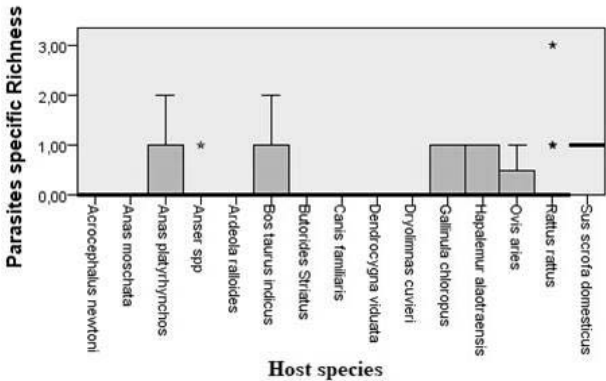 Parasites specific Richness
3,00
2,00
1,00
0,00
Acrocephalus newtoni
Anas moschata
Anas platyrhynchos
Anser spp
Ardeola ralloides
Bos taurus indicus
Butorides Striatus
Canis familiaris
Dendrocygna viduata
Dryolimnas cuvieri
Gallinula chloropus
Hapalemur alaotraensis
Ovis aries
Rattus rattus
Sus scrofa domesticus
Host species